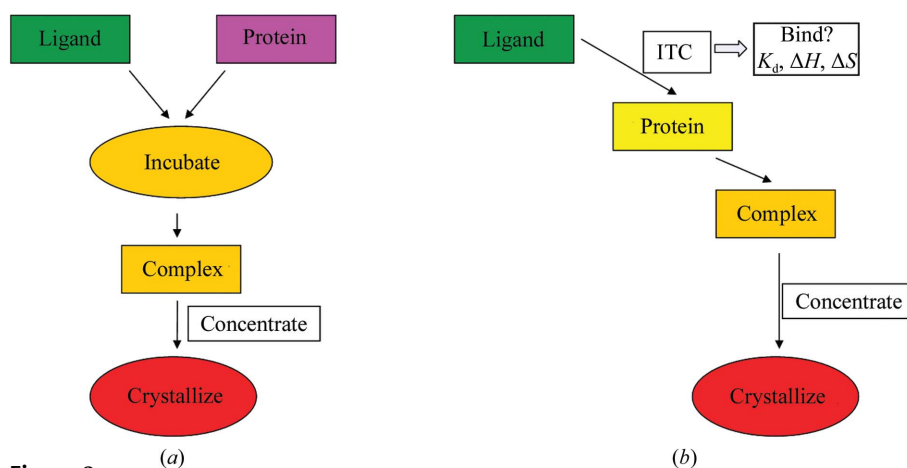 Ligand
Protein
Incubate
Complex
Concentrate
Crystallize
(a)
Ligand
ITC
Bind?
Kd, ΔH, ΔS
Protein
Complex
Concentrate
Crystallize
(b)